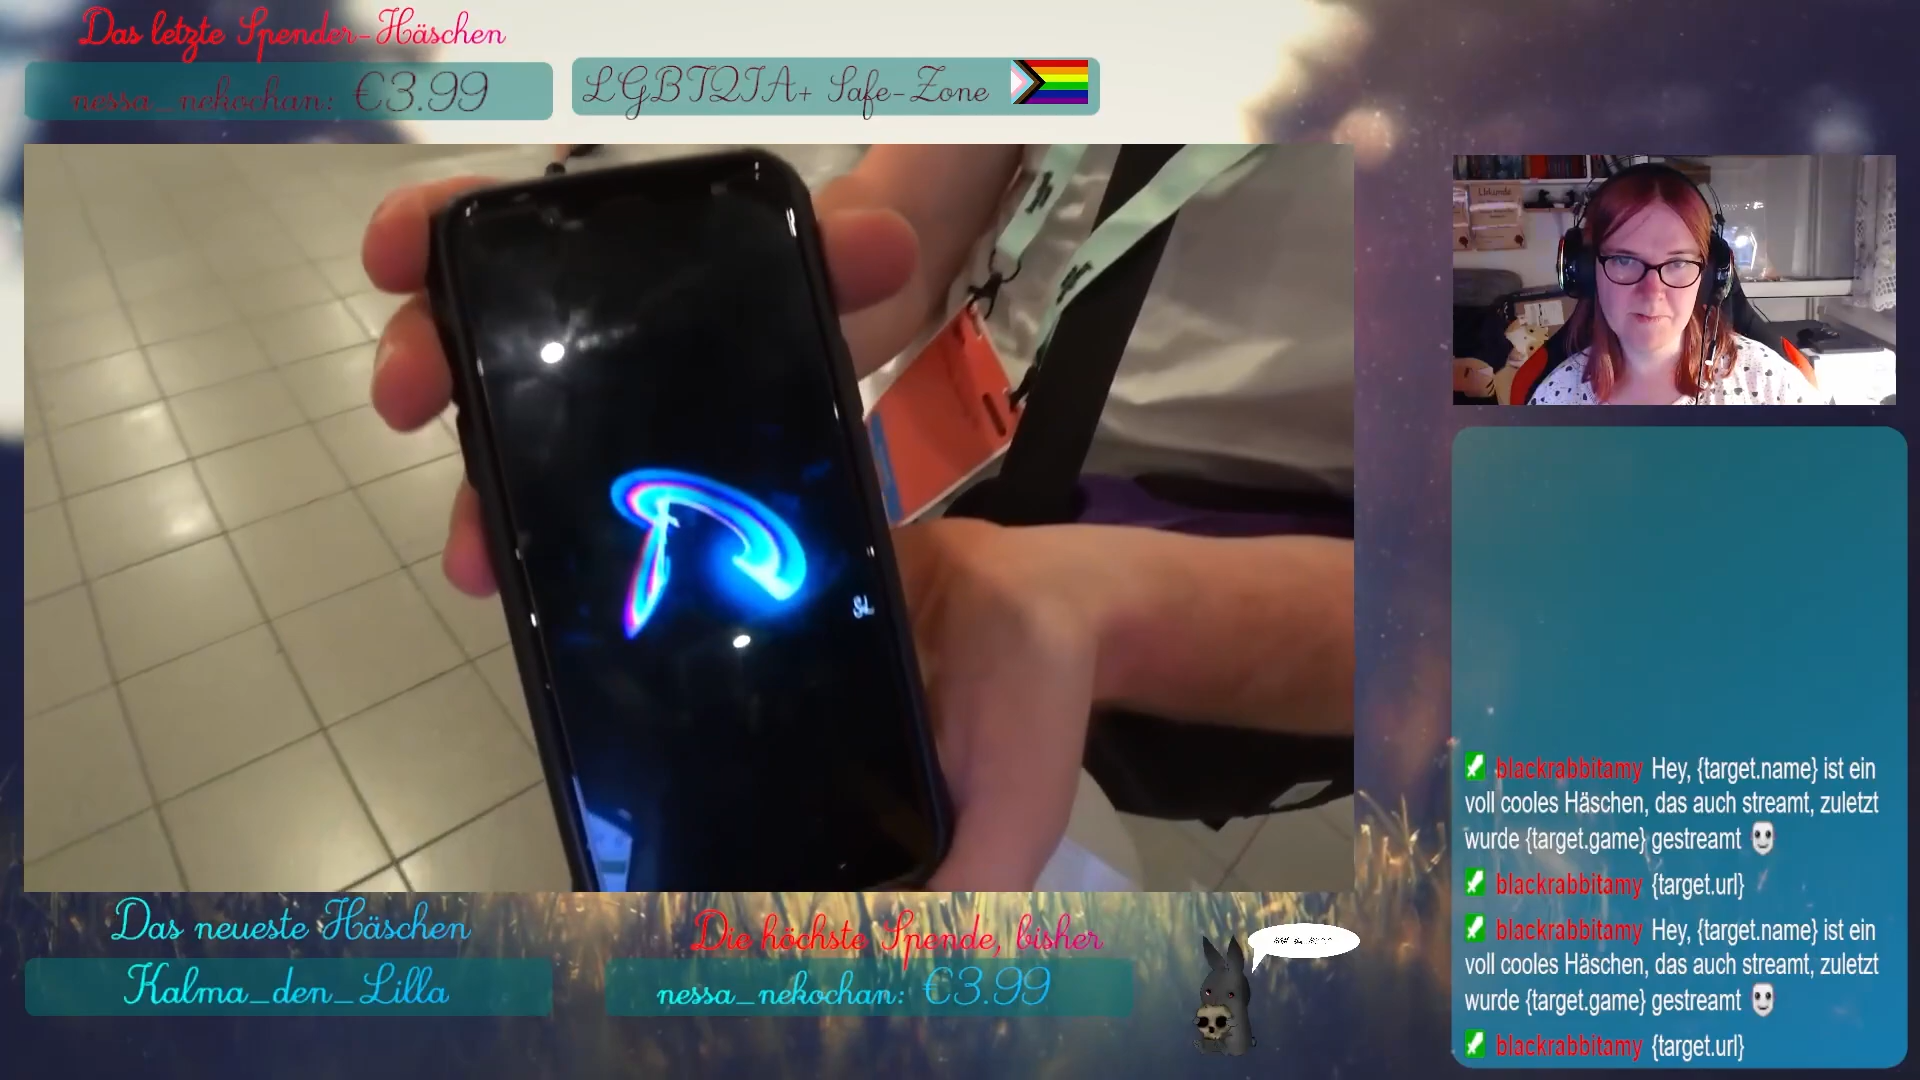 Das letzte Spender-Häschen
nessa_nekochan: €3.99
LGBTQIA+ Safe-Zone
Urkunde
SL
blackrabbitamy Hey, {target.name} ist ein
voll cooles Häschen, das auch streamt, zuletzt
wurde {target.game} gestreamt
blackrabbitamy {target.url}
blackrabbitamy Hey, {target.name} ist ein
voll cooles Häschen, das auch streamt, zuletzt
wurde {target.game} gestreamt
blackrabbitamy {target.url}
Das neueste Häschen
Kalma_den_Lilla
Die höchste Spende, bisher
nessa_nekochan: €3.99